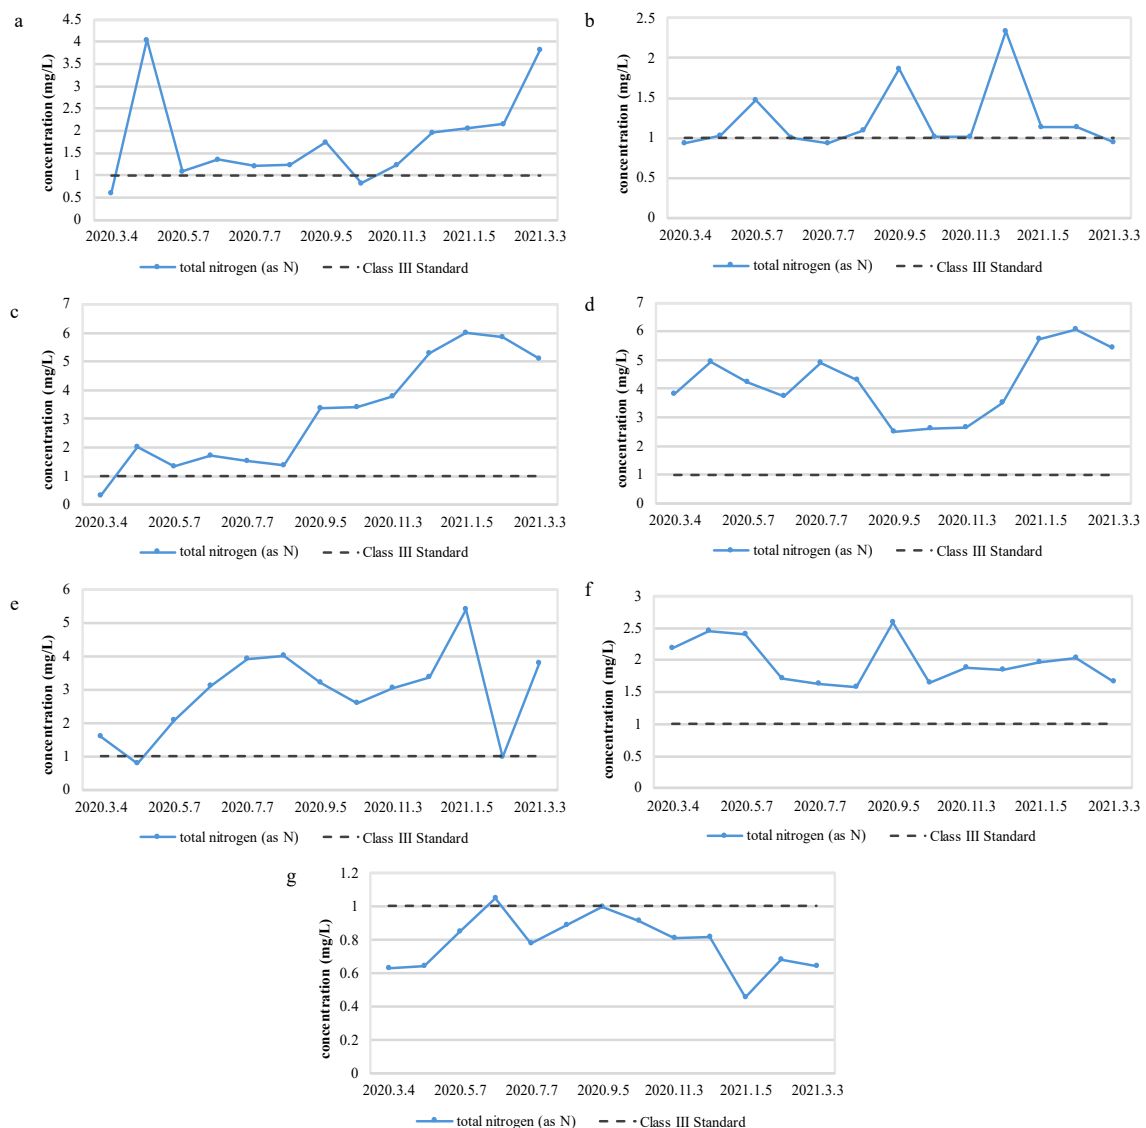 a
concentration (mg/L)
4.5
4
3.5
3
2.5
2
1.5
1
0.5
0
2020.3.4 2020.5.7 2020.7.7 2020.9.5 2020.11.3 2021.1.5 2021.3.3
total nitrogen (as N) Class III Standard
b
concentration (mg/L)
2.5
2
1.5
1
0.5
0
2020.3.4 2020.5.7 2020.7.7 2020.9.5 2020.11.3 2021.1.5 2021.3.3
total nitrogen (as N) Class III Standard
c
concentration (mg/L)
7
6
5
4
3
2
1
0
2020.3.4 2020.5.7 2020.7.7 2020.9.5 2020.11.3 2021.1.5 2021.3.3
total nitrogen (as N) Class III Standard
d
concentration (mg/L)
7
6
5
4
3
2
1
0
2020.3.4 2020.5.7 2020.7.7 2020.9.5 2020.11.3 2021.1.5 2021.3.3
total nitrogen (as N) Class III Standard
e
concentration (mg/L)
6
5
4
3
2
1
0
2020.3.4 2020.5.7 2020.7.7 2020.9.5 2020.11.3 2021.1.5 2021.3.3
total nitrogen (as N) Class III Standard
f
concentration (mg/L)
3
2.5
2
1.5
1
0.5
0
2020.3.4 2020.5.7 2020.7.7 2020.9.5 2020.11.3 2021.1.5 2021.3.3
total nitrogen (as N) Class III Standard
g
concentration (mg/L)
1.2
1
0.8
0.6
0.4
0.2
0
2020.3.4 2020.5.7 2020.7.7 2020.9.5 2020.11.3 2021.1.5 2021.3.3
total nitrogen (as N) Class III Standard